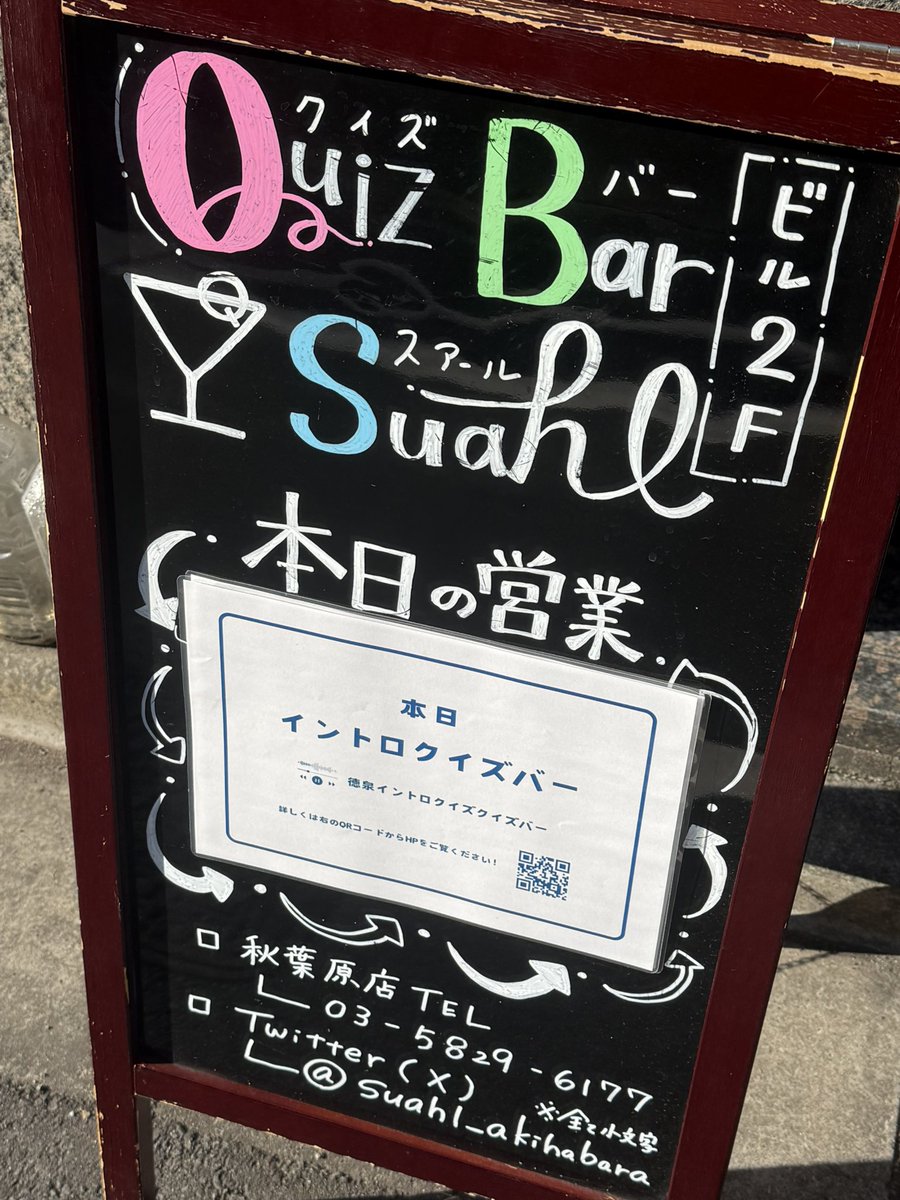 クイズ バー
Quiz Bar
ビル2F
スアール
Suahl
本日の営業
本日
イントロクイズバー
徳泉イントロクイズクイズバー
詳しくは右のQRコードからHPをご覧ください!
□ 秋葉原店 TEL
03-5829-6177
□ Twitter(X)
※全て小文字
@suahl_akihabara